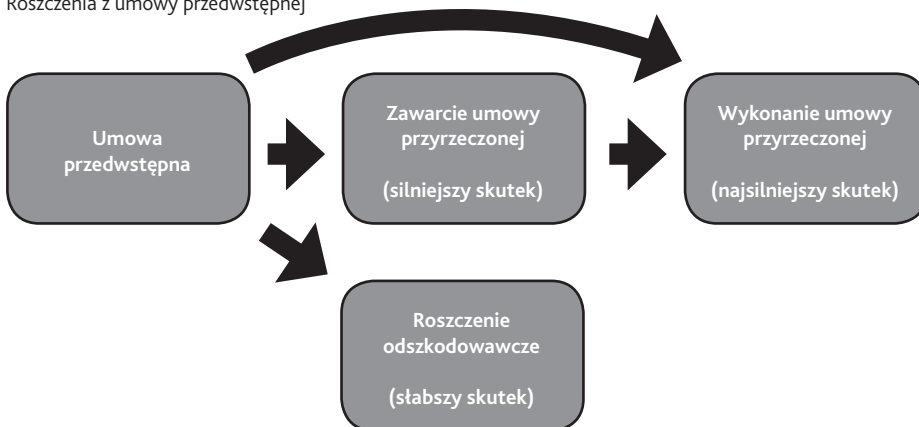 Roszczenia z umowy przedwstępnej
Umowa
przedwstępna
Zawarcie umowy
przyrzeczonej
(silniejszy skutek)
Wykonanie umowy
przyrzeczonej
(najsilniejszy skutek)
Roszczenie
odszkodowawcze
(słabszy skutek)